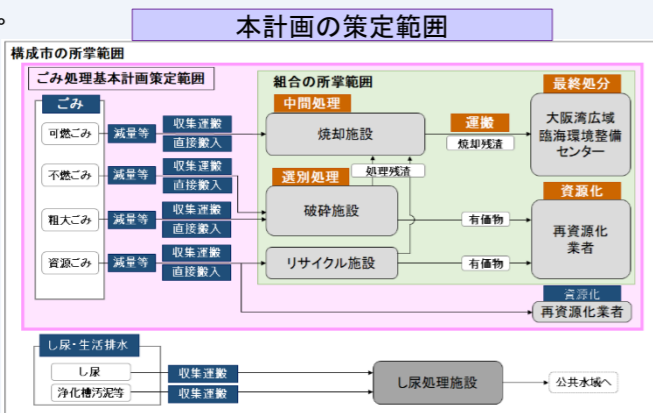 。
本計画の策定範囲
構成市の所掌範囲
ごみ処理基本計画策定範囲
ごみ
可燃ごみ
減量等
収集運搬
直接搬入
不燃ごみ
減量等
収集運搬
直接搬入
粗大ごみ
減量等
収集運搬
直接搬入
資源ごみ
減量等
収集運搬
直接搬入
組合の所掌範囲
中間処理
焼却施設
運搬
焼却残渣
処理残渣
選別処理
破砕施設
有価物
リサイクル施設
有価物
最終処分
大阪湾広域
臨海環境整備
センター
資源化
再資源化
業者
資源化
再資源化業者
し尿・生活排水
し尿
収集運搬
浄化槽汚泥等
収集運搬
し尿処理施設
公共水域へ